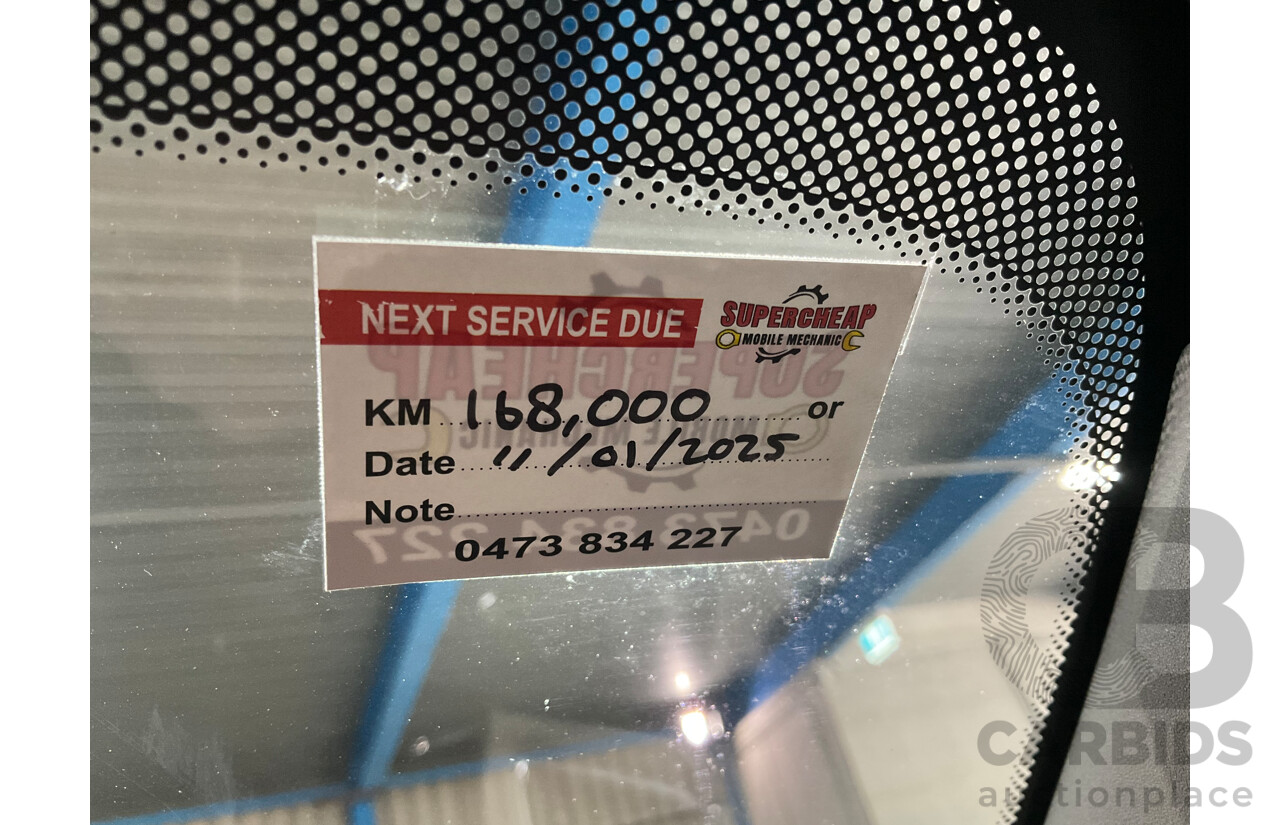 NEXT SERVICE DUE
SUPERCHEAP
MOBILE MECHANIC
KM 168,000 or
Date 11/01/2025
Note
0473 834 227
CARBIDS
auctionplace